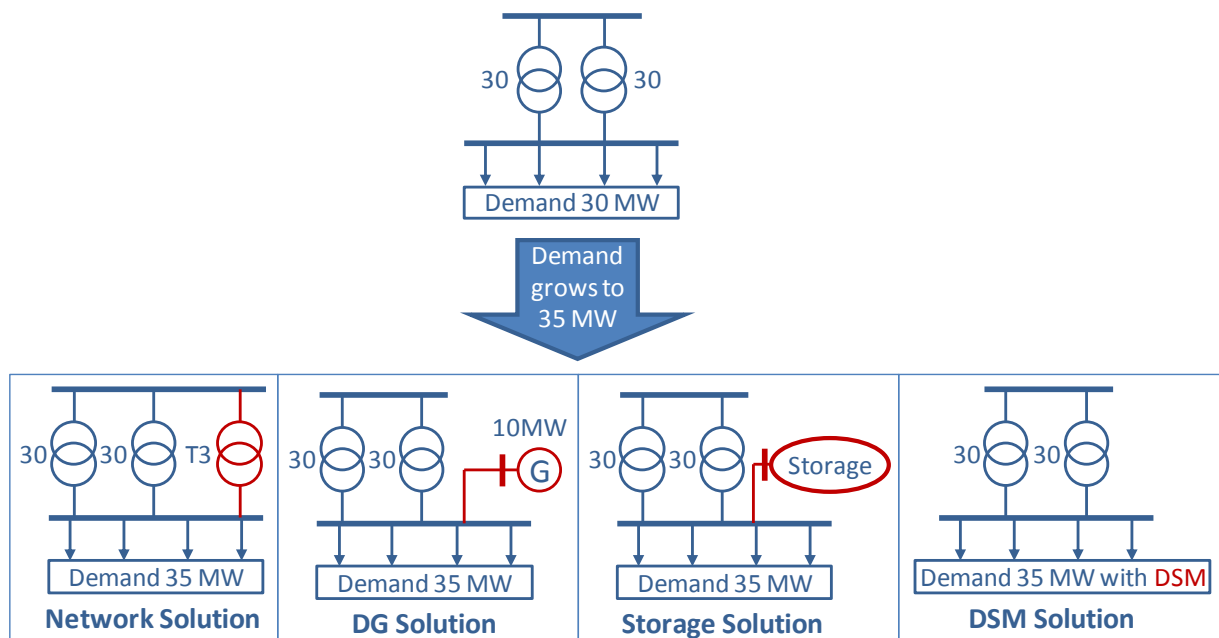 30
30
Demand 30 MW
Demand
grows to
35 MW
30
30
T3
Demand 35 MW
Network Solution
30
30
10MW
G
Demand 35 MW
DG Solution
30
30
Storage
Demand 35 MW
Storage Solution
30
30
Demand 35 MW with DSM
DSM Solution